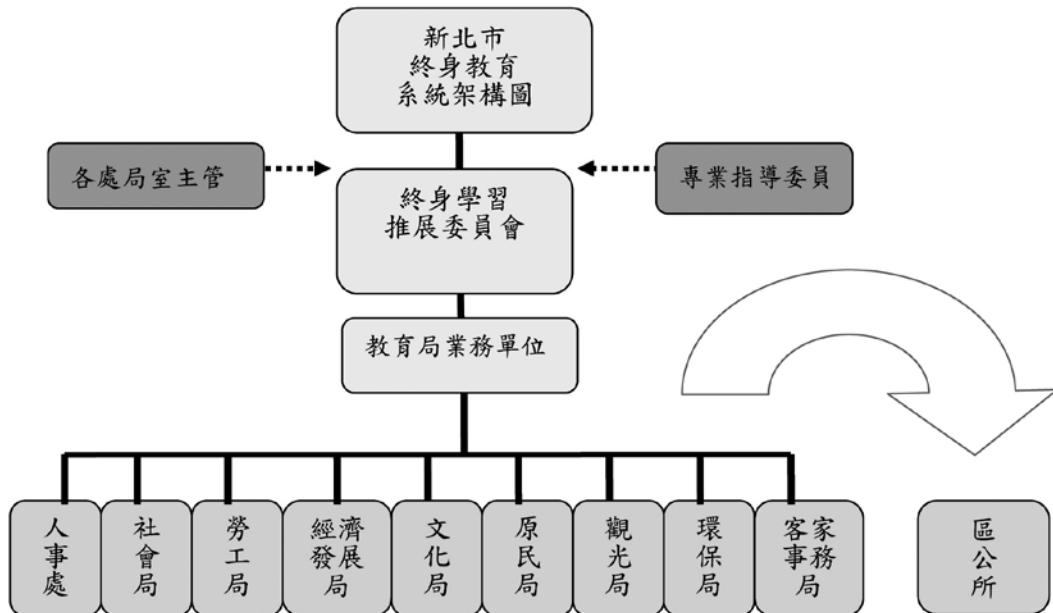 新北市
終身教育
系統架構圖
各處局室主管
專業指導委員
終身學習
推展委員會
教育局業務單位
人事處
社會局
勞工局
經濟
發展
局
文化局
原民局
觀光局
環保局
客家
事務
局
區公所